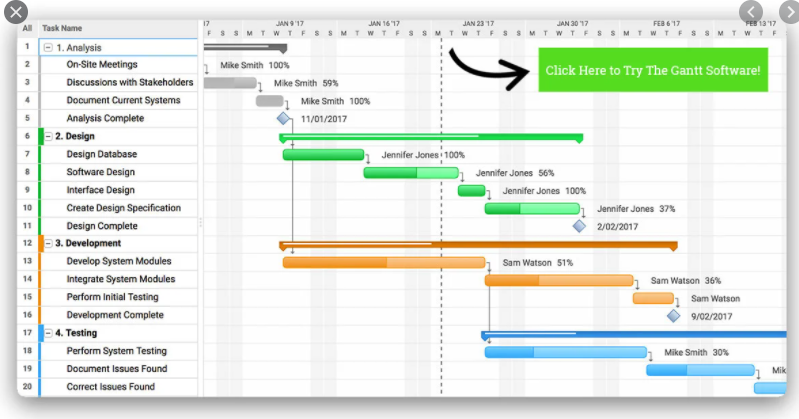 '17 JAN 9 '17 JAN 16 '17 JAN 23 '17 JAN 30 '17 FEB 6 '17 FEB 13 '17
All Task Name
F S S M T W T F S S M T W T F S S M T W T F S S M T W T F S S M T W T F S S M T W T F
1 1. Analysis
2 On-Site Meetings Mike Smith 100%
3 Discussions with Stakeholders Mike Smith 59%
4 Document Current Systems Mike Smith 100%
5 Analysis Complete 11/01/2017
Click Here to Try The Gantt Software!
6 2. Design
7 Design Database Jennifer Jones 100%
8 Software Design Jennifer Jones 56%
9 Interface Design Jennifer Jones 100%
10 Create Design Specification Jennifer Jones 37%
11 Design Complete 2/02/2017
12 3. Development
13 Develop System Modules Sam Watson 51%
14 Integrate System Modules Sam Watson 36%
15 Perform Initial Testing Sam Watson
16 Development Complete 9/02/2017
17 4. Testing
18 Perform System Testing Mike Smith 30%
19 Document Issues Found Mik
20 Correct Issues Found